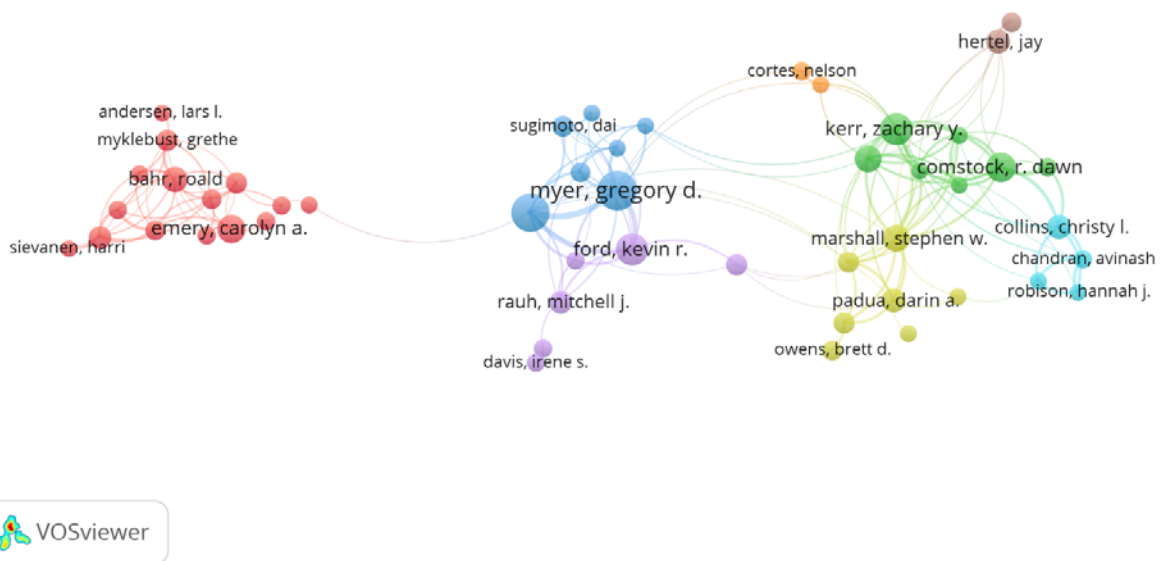 hertel, jay
cortes, nelson
andersen, lars l.
sugimoto, dai
kerr, zachary y.
myklebust, grethe
comstock, r. dawn
bahr, roald
myer, gregory d.
emery, carolyn a.
collins, christy l.
sievanen, harri
ford, kevin r.
marshall, stephen w.
chandran, avinash
robison, hannah j.
rauh, mitchell j.
padua, darin a.
owens, brett d.
davis, irene s.
VOSviewer